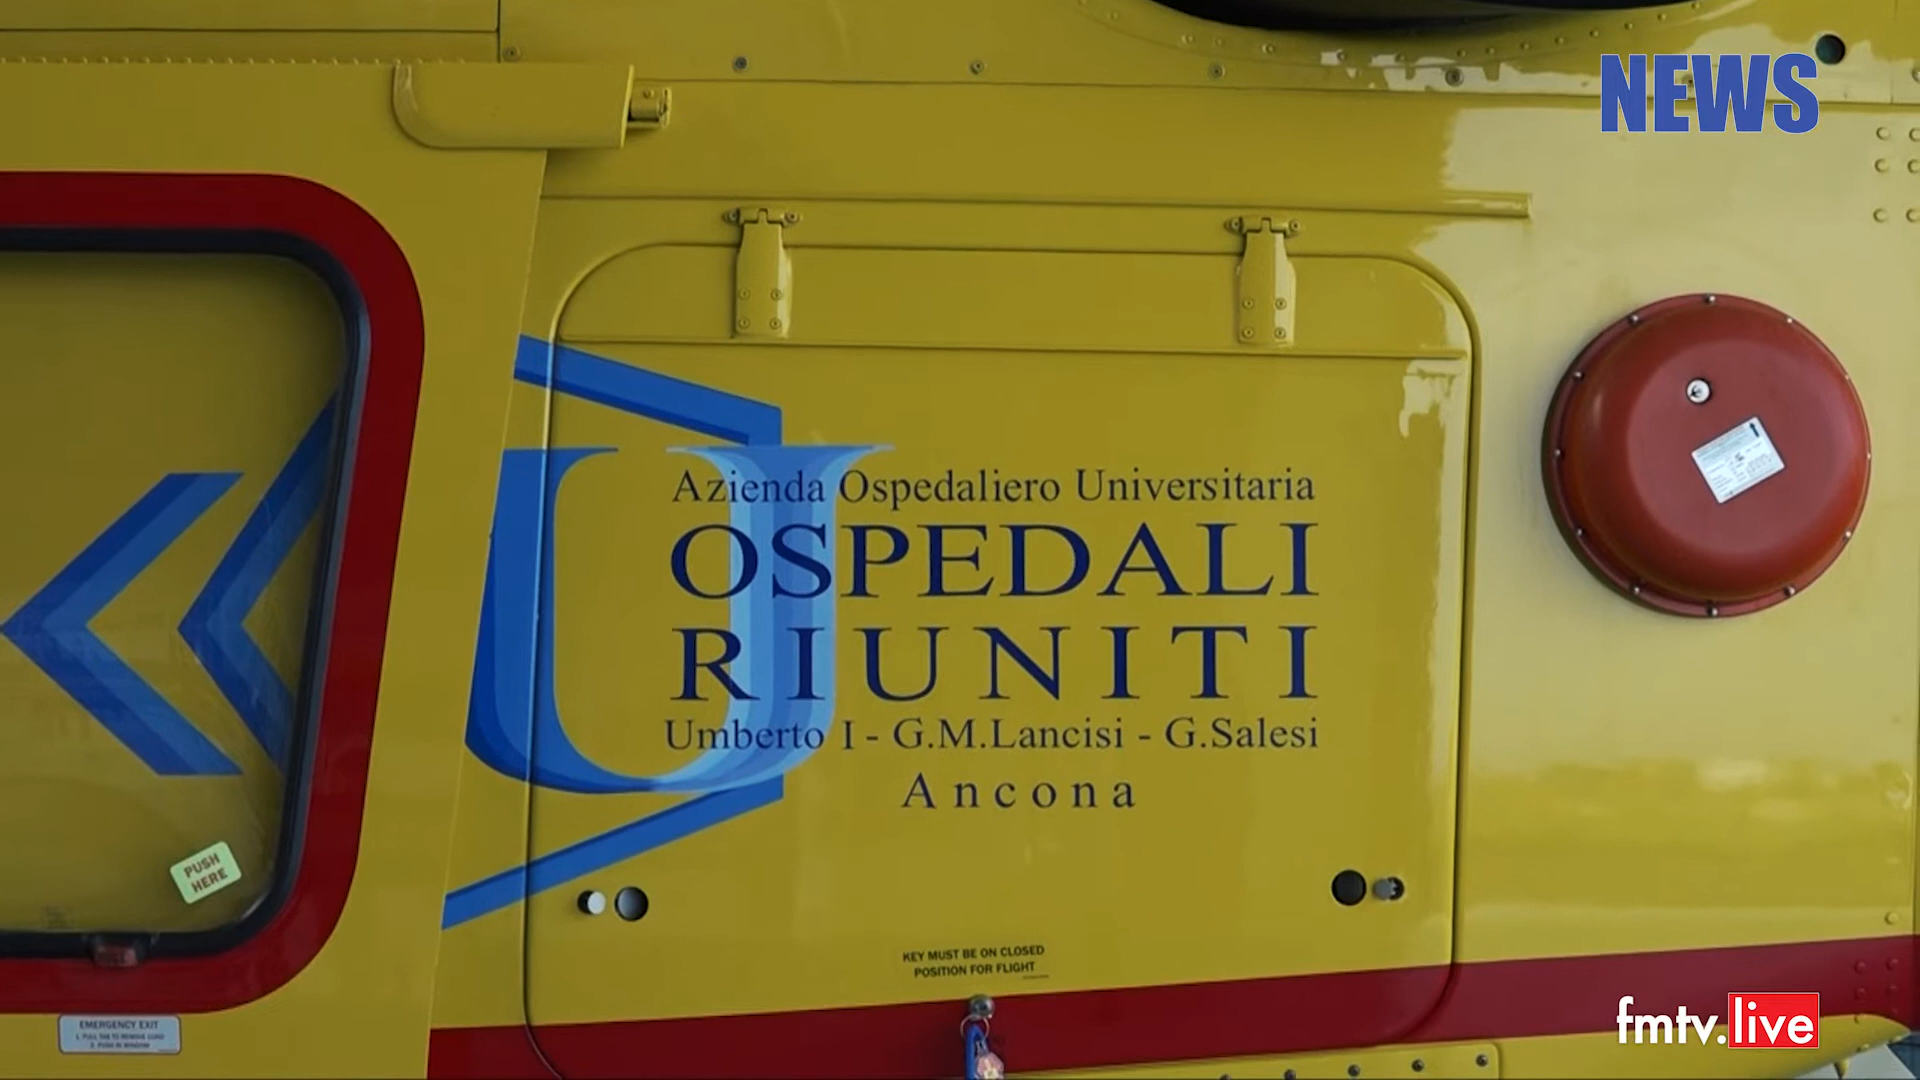 NEWS
Azienda Ospedaliero Universitaria
OSPEDALI
RIUNITI
Umberto I - G.M.Lancisi - G.Salesi
Ancona
PUSH
HERE
KEY MUST BE ON CLOSED
POSITION FOR FLIGHT
EMERGENCY EXIT
fmtv.live